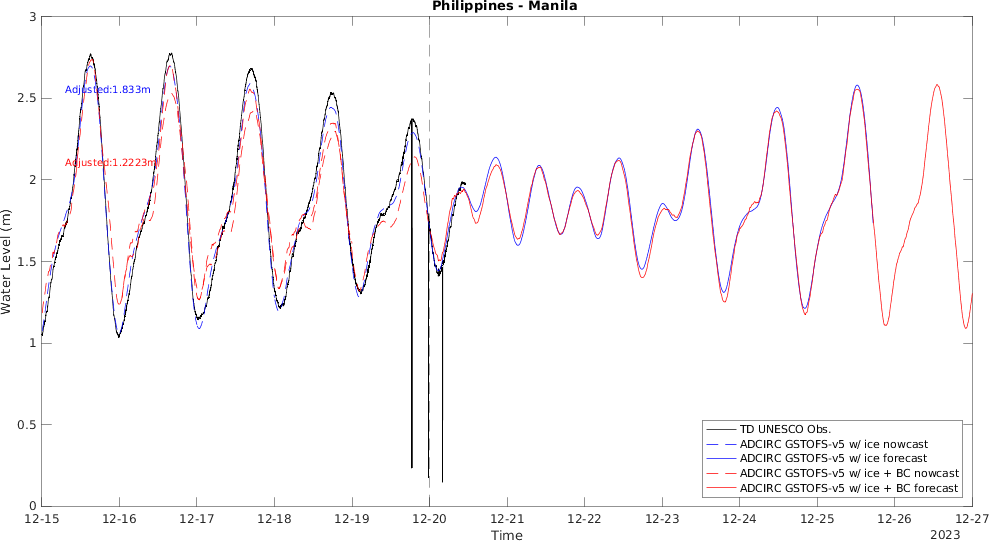 Philippines - Manila
3
2.5
2
1.5
1
0.5
0
Water Level (m)
Adjusted:1.833m
Adjusted:1.2223m
TD UNESCO Obs.
ADCIRC GSTOFS-v5 w/ ice nowcast
ADCIRC GSTOFS-v5 w/ ice forecast
ADCIRC GSTOFS-v5 w/ ice + BC nowcast
ADCIRC GSTOFS-v5 w/ ice + BC forecast
12-15 12-16 12-17 12-18 12-19 12-20 12-21 12-22 12-23 12-24 12-25 12-26 12-27
Time
2023